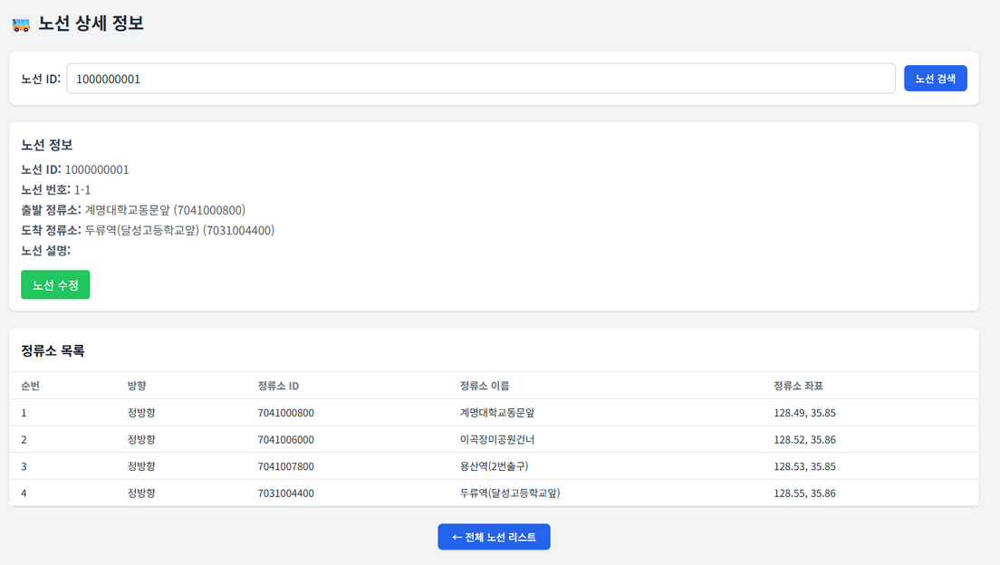 노선 상세 정보
노선 ID: 1000000001 노선 검색
노선 정보
노선 ID: 1000000001
노선 번호: 1-1
출발 정류소: 계명대학교동문앞 (7041000800)
도착 정류소: 두류역(달성고등학교앞) (7031004400)
노선 설명:
노선 수정
정류소 목록
순번 방향 정류소 ID 정류소 이름 정류소 좌표
1 정방향 7041000800 계명대학교동문앞 128.49, 35.85
2 정방향 7041006000 이곡장미공원건너 128.52, 35.86
3 정방향 7041007800 용산역(2번출구) 128.53, 35.85
4 정방향 7031004400 두류역(달성고등학교앞) 128.55, 35.86
← 전체 노선 리스트